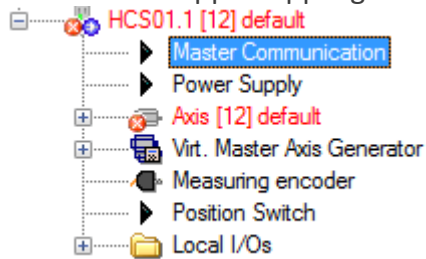 HCS01.1 [12] default
Master Communication
Power Supply
Axis [12] default
Virt. Master Axis Generator
Measuring encoder
Position Switch
Local I/Os